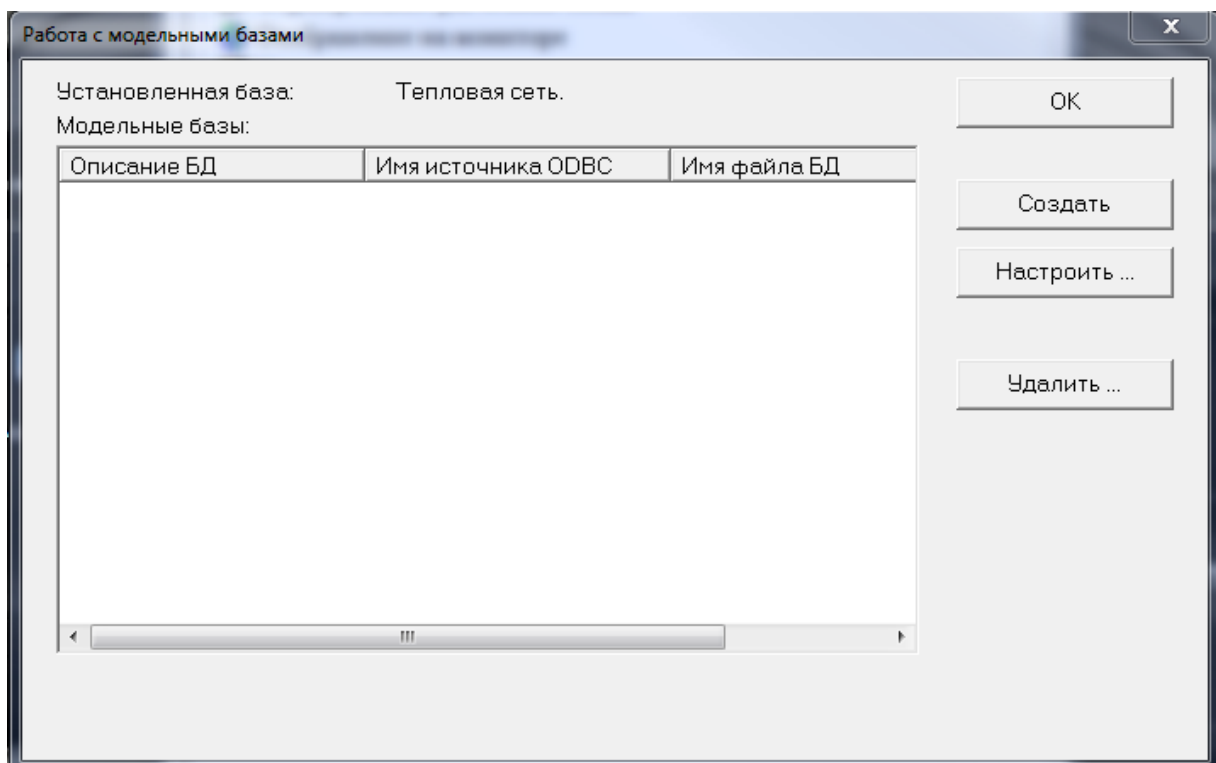 Работа с модельными базами
Установленная база: Тепловая сеть.
Модельные базы:
Описание БД Имя источника ODBC Имя файла БД
OK
Создать
Настроить ...
Удалить ...